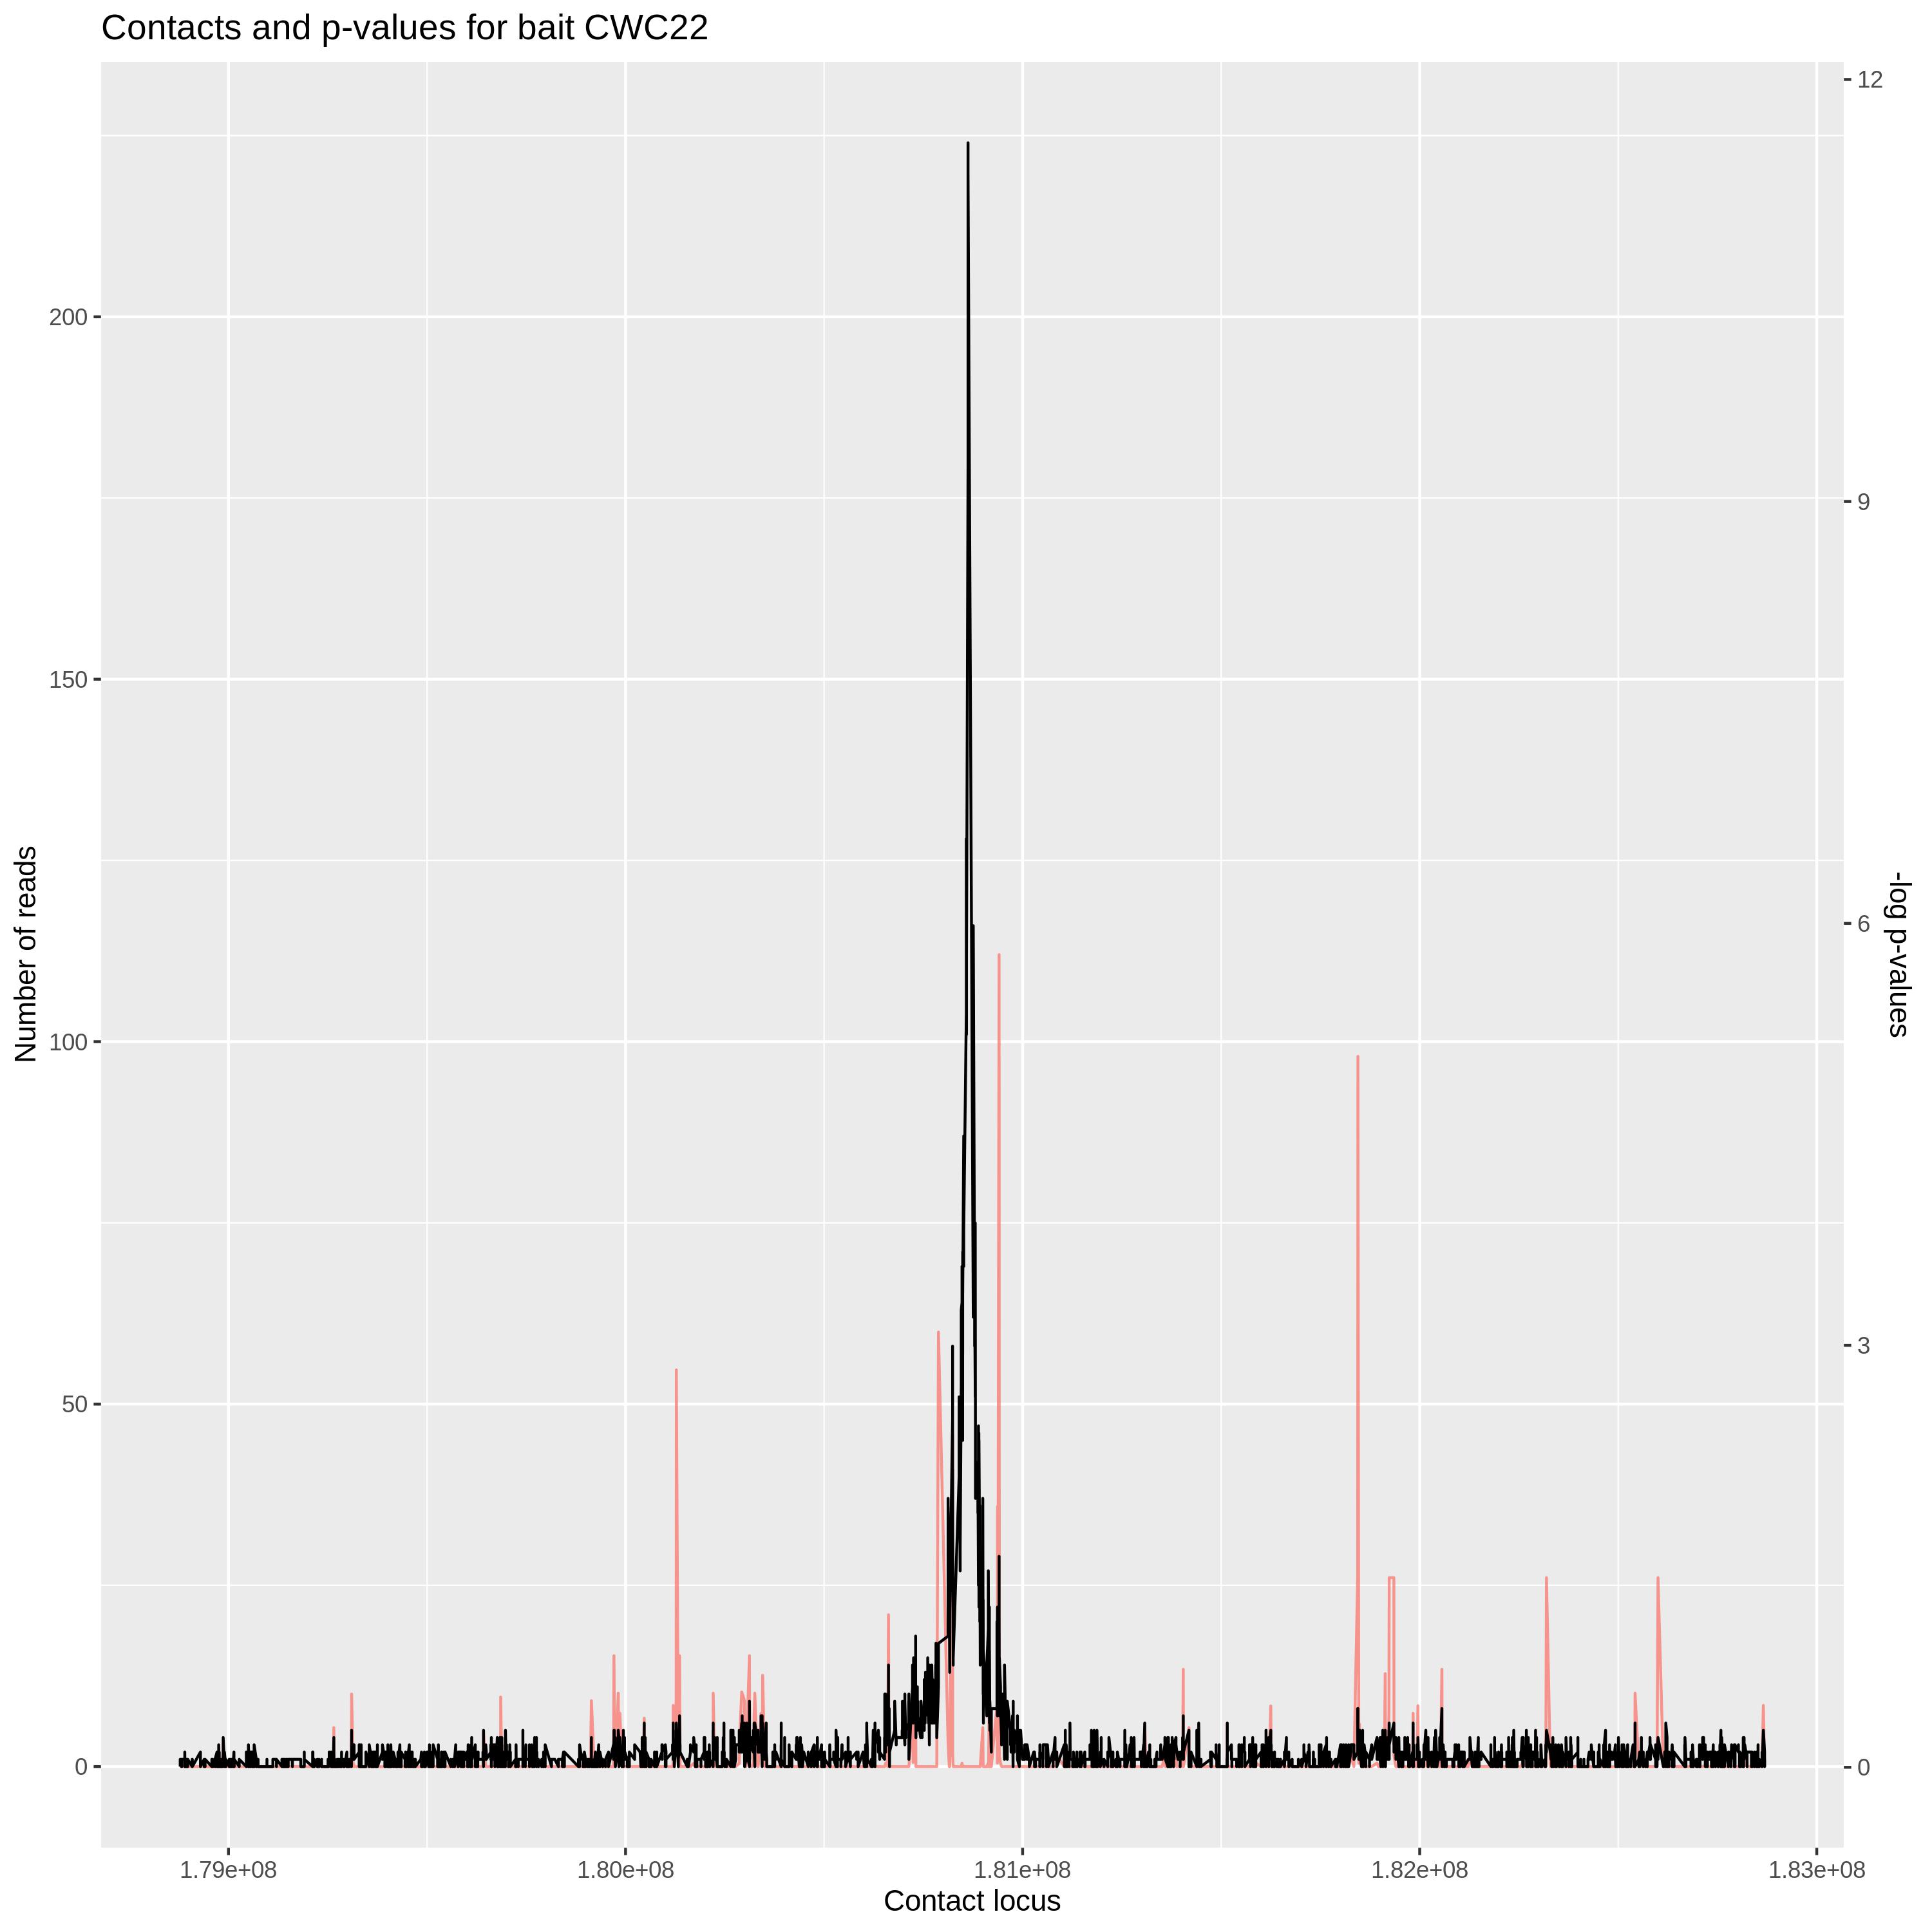 Contacts and p-values for bait CWC22
Number of reads
200
150
100
50
0
12
9
6
3
0
-log p-values
1.79e+08
1.80e+08
1.81e+08
1.82e+08
1.83e+08
Contact locus